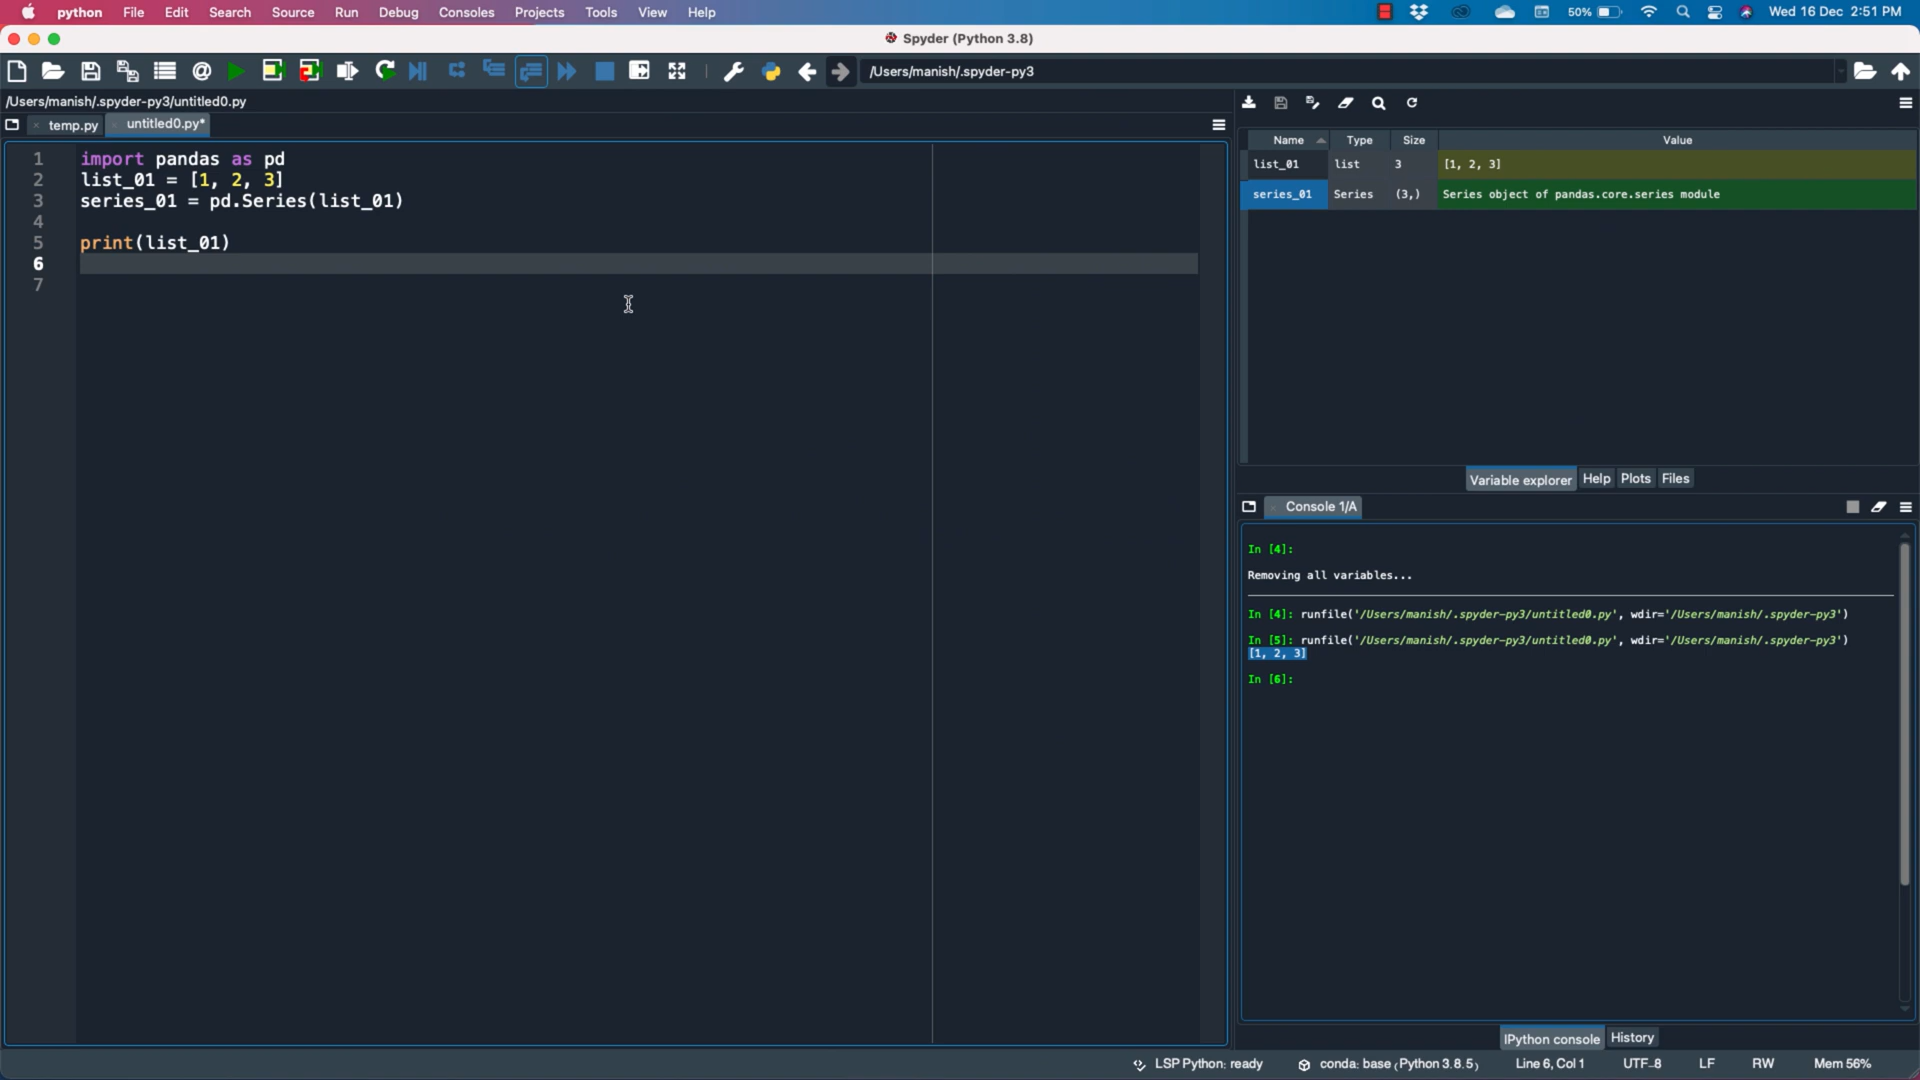 python File Edit Search Source Run Debug Consoles Projects Tools View Help 50% Wed 16 Dec 2:51 PM
Spyder (Python 3.8)
/Users/manish/.spyder-py3
/Users/manish/.spyder-py3/untitled0.py
temp.py untitled0.py*
1 import pandas as pd
2 list_01 = [1, 2, 3]
3 series_01 = pd.Series(list_01)
4
5 print(list_01)
6
7
Name Type Size Value
list_01 list 3 [1, 2, 3]
series_01 Series (3,) Series object of pandas.core.series module
Variable explorer Help Plots Files
Console 1/A
In [4]:
Removing all variables...
In [4]: runfile('/Users/manish/.spyder-py3/untitled0.py', wdir='/Users/manish/.spyder-py3')
In [5]: runfile('/Users/manish/.spyder-py3/untitled0.py', wdir='/Users/manish/.spyder-py3')
[1, 2, 3]
In [6]:
IPython console History
LSP Python: ready conda: base (Python 3.8.5) Line 6, Col 1 UTF-8 LF RW Mem 56%